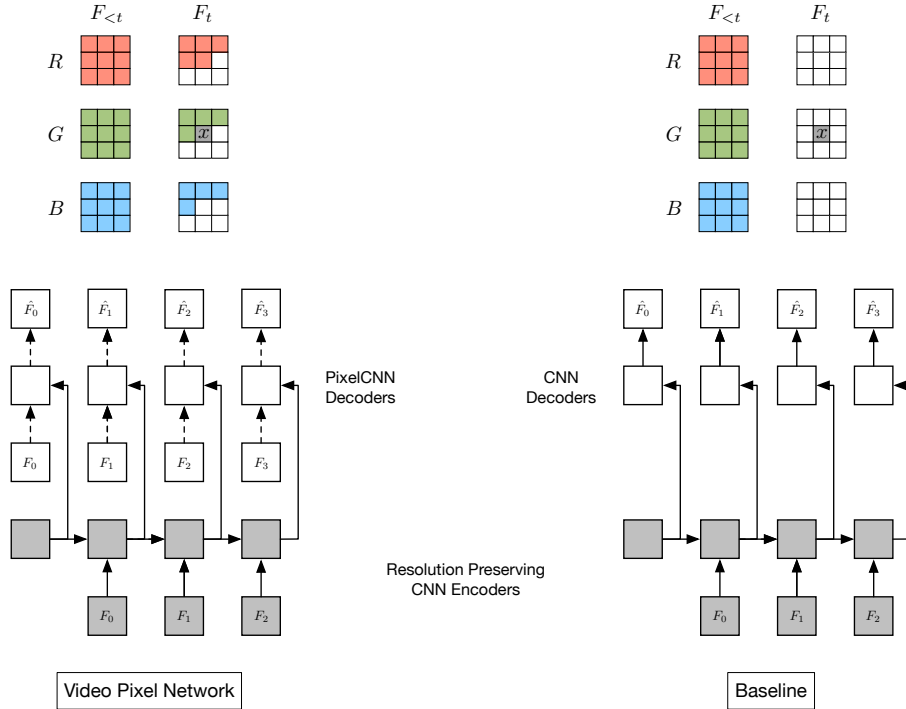 F<t Ft F<t Ft
R R
G x G x
B B
F̂0 F̂1 F̂2 F̂3 F̂0 F̂1 F̂2 F̂3
PixelCNN
Decoders
CNN
Decoders
F0 F1 F2 F3
Resolution Preserving
CNN Encoders
F0 F1 F2 F0 F1 F2
Video Pixel Network
Baseline